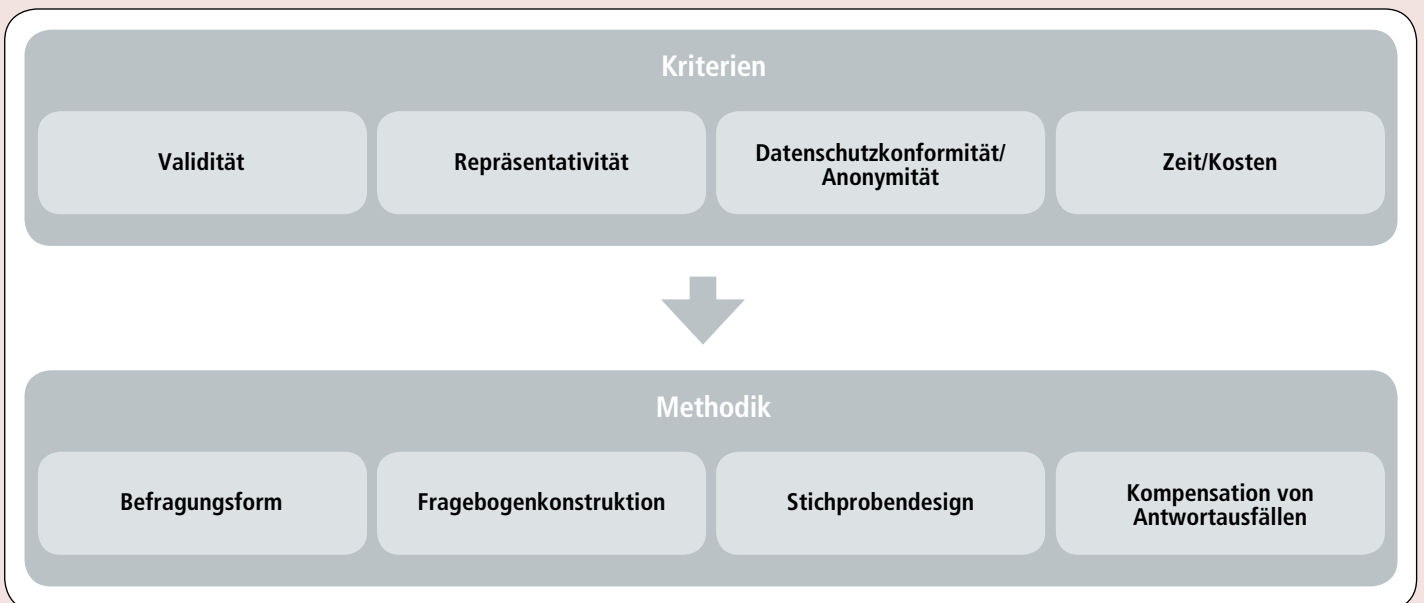 Kriterien
Validität
Repräsentativität
Datenschutzkonformität/
Anonymität
Zeit/Kosten
Methodik
Befragungsform
Fragebogenkonstruktion
Stichprobendesign
Kompensation von
Antwortausfällen